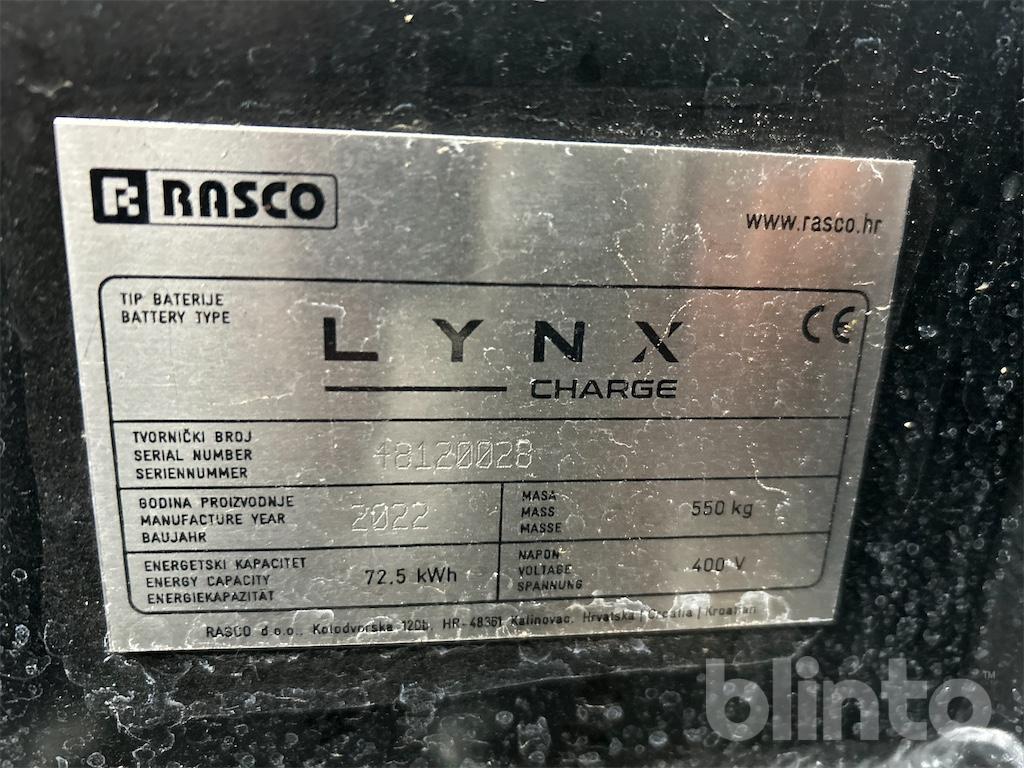 RASCO
www.rasco.hr
TIP BATERIJE
BATTERY TYPE
LYNX
CHARGE
CE
TVORNIČKI BROJ
SERIAL NUMBER
SERIENNUMMER
48120028
GODINA PROIZVODNJE
MANUFACTURE YEAR
BAUJAHR
2022
MASA
MASS
MASSE
550 kg
ENERGETSKI KAPACITET
ENERGY CAPACITY
ENERGIEKAPAZITÄT
72.5 kWh
NAPON
VOLTAGE
SPANNUNG
400 V
RASCO d.o.o., Kolodvorska 120b, HR-48361 Kalinovac, Hrvatska | Croatia | Kroatien
blinto™